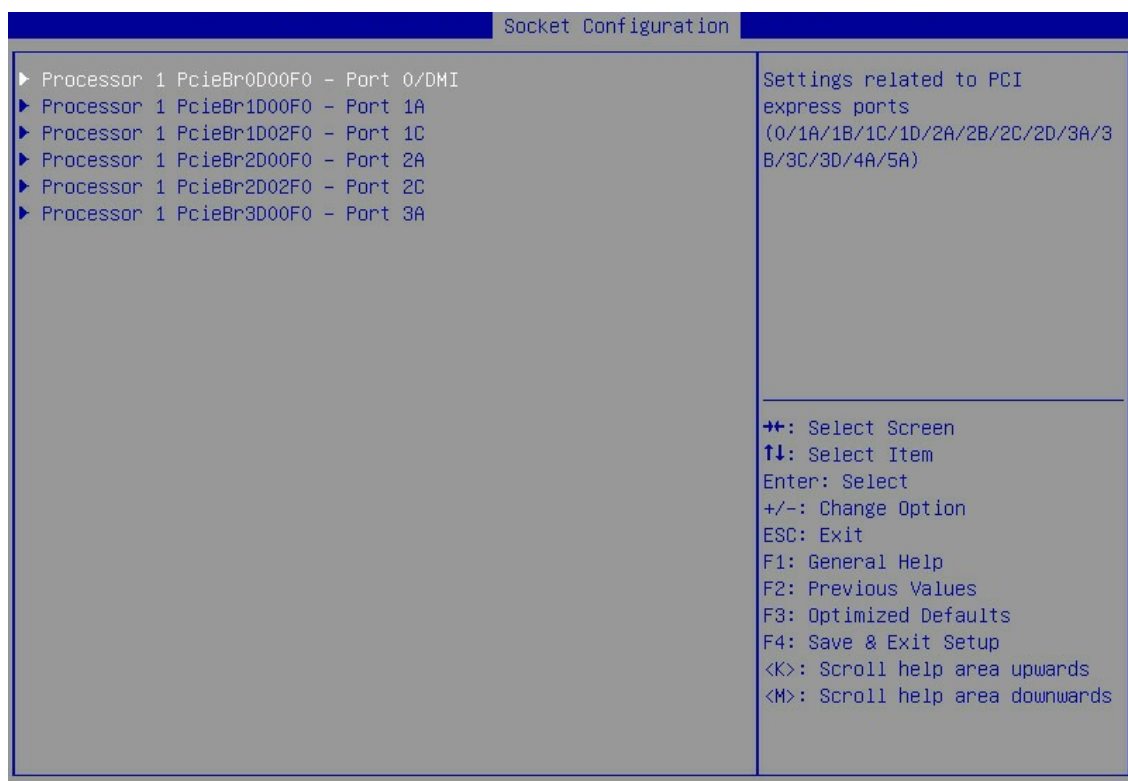 Socket Configuration
▶ Processor 1 PcieBr0D00F0 - Port 0/DMI
▶ Processor 1 PcieBr1D00F0 - Port 1A
▶ Processor 1 PcieBr1D02F0 - Port 1C
▶ Processor 1 PcieBr2D00F0 - Port 2A
▶ Processor 1 PcieBr2D02F0 - Port 2C
▶ Processor 1 PcieBr3D00F0 - Port 3A
Settings related to PCI
express ports
(0/1A/1B/1C/1D/2A/2B/2C/2D/3A/3
B/3C/3D/4A/5A)
→←: Select Screen
↑↓: Select Item
Enter: Select
+/-: Change Option
ESC: Exit
F1: General Help
F2: Previous Values
F3: Optimized Defaults
F4: Save & Exit Setup
<K>: Scroll help area upwards
<M>: Scroll help area downwards